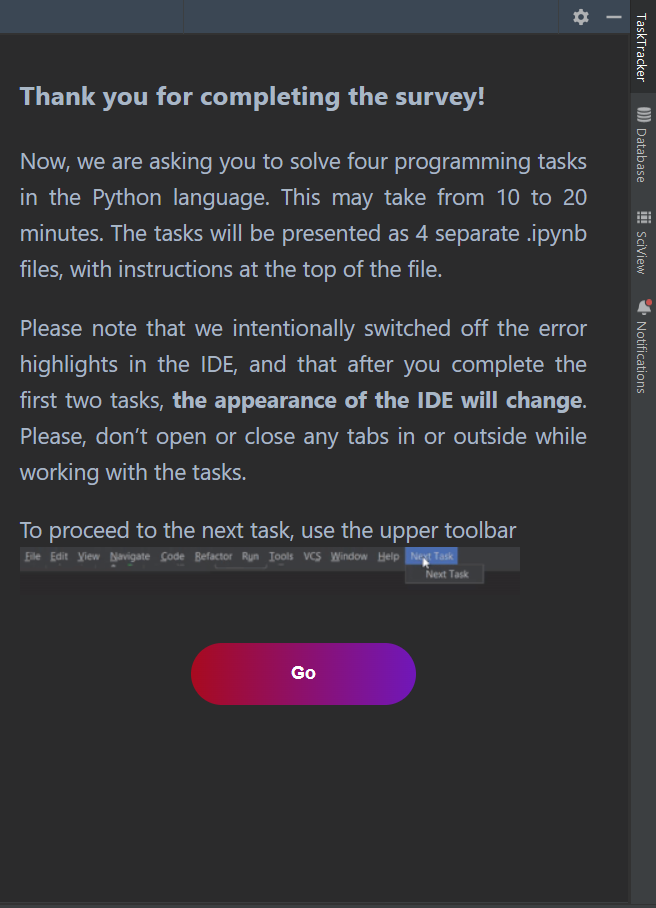 Thank you for completing the survey!
Now, we are asking you to solve four programming tasks
in the Python language. This may take from 10 to 20
minutes. The tasks will be presented as 4 separate .ipynb
files, with instructions at the top of the file.
Please note that we intentionally switched off the error
highlights in the IDE, and that after you complete the
first two tasks, the appearance of the IDE will change.
Please, don’t open or close any tabs in or outside while
working with the tasks.
To proceed to the next task, use the upper toolbar
File Edit View Navigate Code Refactor Run Tools VCS Window Help Next Task
Next Task
Go
TaskTracker
Database
SciView
Notifications